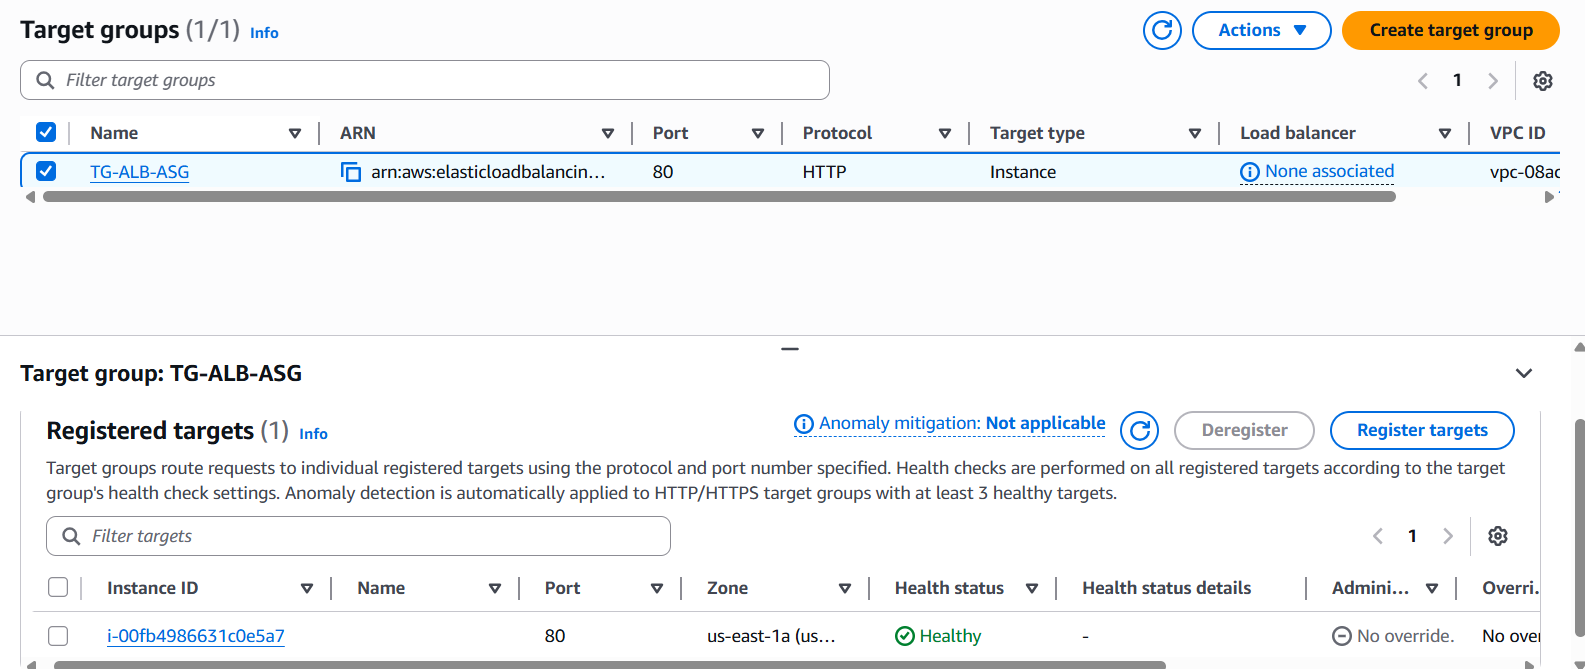 Target groups (1/1) Info
Actions
Create target group
Filter target groups
1
Name ARN Port Protocol Target type Load balancer VPC ID
TG-ALB-ASG arn:aws:elasticloadbalancin... 80 HTTP Instance None associated vpc-08ac
Target group: TG-ALB-ASG
Registered targets (1) Info
Anomaly mitigation: Not applicable
Deregister
Register targets
Target groups route requests to individual registered targets using the protocol and port number specified. Health checks are performed on all registered targets according to the target
group's health check settings. Anomaly detection is automatically applied to HTTP/HTTPS target groups with at least 3 healthy targets.
Filter targets
1
Instance ID Name Port Zone Health status Health status details Admini... Overri.
i-00fb4986631c0e5a7 80 us-east-1a (us... Healthy - No override. No over